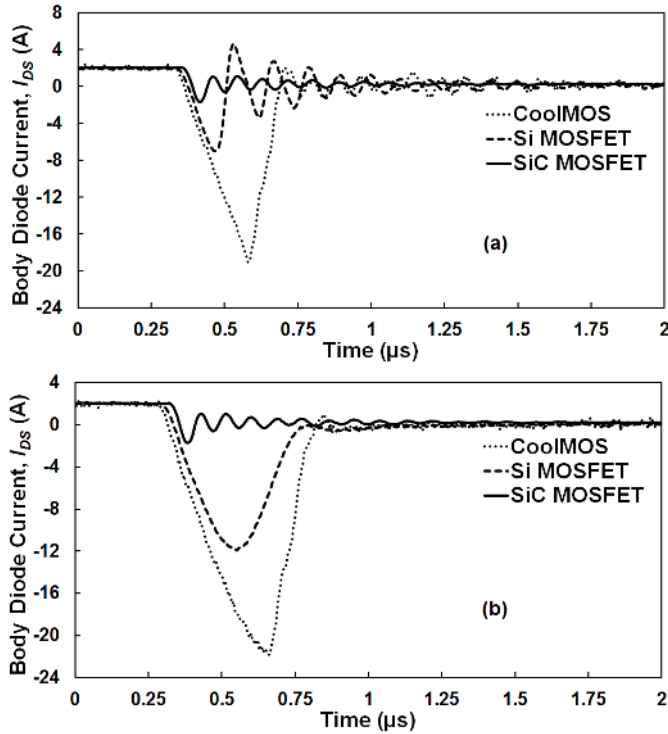 8
4
0
-4
-8
-12
-16
-20
-24
Body Diode Current, IDS (A)
CoolMOS
Si MOSFET
SiC MOSFET
(a)
0 0.25 0.5 0.75 1 1.25 1.5 1.75 2
Time (µs)
4
0
-4
-8
-12
-16
-20
-24
Body Diode Current, IDS (A)
CoolMOS
Si MOSFET
SiC MOSFET
(b)
0 0.25 0.5 0.75 1 1.25 1.5 1.75 2
Time (µs)